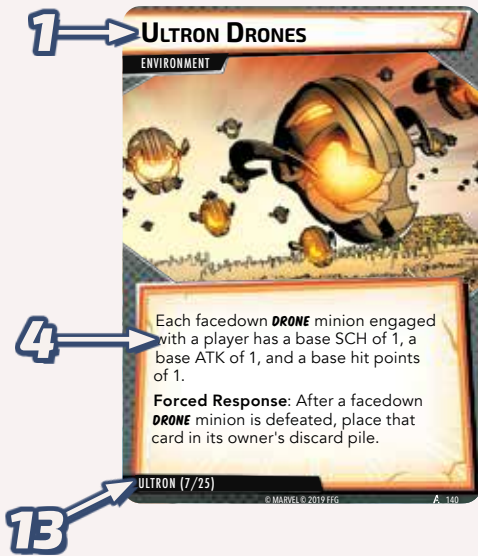 1
ULTRON DRONES
ENVIRONMENT
4
Each facedown DRONE minion engaged
with a player has a base SCH of 1, a
base ATK of 1, and a base hit points
of 1.
Forced Response: After a facedown
DRONE minion is defeated, place that
card in its owner's discard pile.
13
ULTRON (7/25)
© MARVEL © 2019 FFG
140